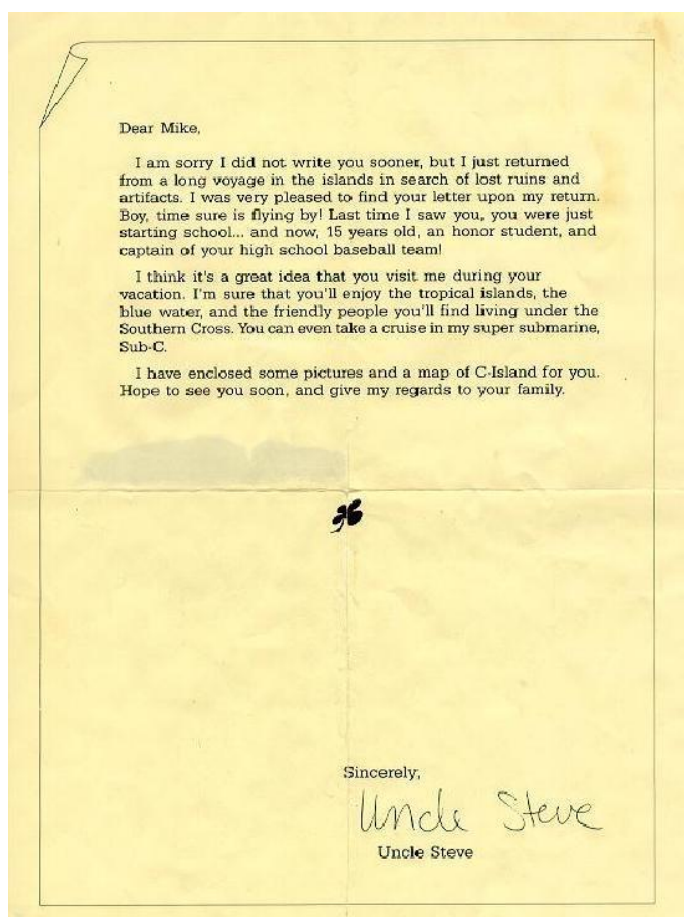 Dear Mike,
I am sorry I did not write you sooner, but I just returned
from a long voyage in the islands in search of lost ruins and
artifacts. I was very pleased to find your letter upon my return.
Boy, time sure is flying by! Last time I saw you, you were just
starting school... and now, 15 years old, an honor student, and
captain of your high school baseball team!
I think it's a great idea that you visit me during your
vacation. I'm sure that you'll enjoy the tropical islands, the
blue water, and the friendly people you'll find living under the
Southern Cross. You can even take a cruise in my super submarine,
Sub-C.
I have enclosed some pictures and a map of C-Island for you.
Hope to see you soon, and give my regards to your family.
Sincerely,
Uncle Steve
Uncle Steve